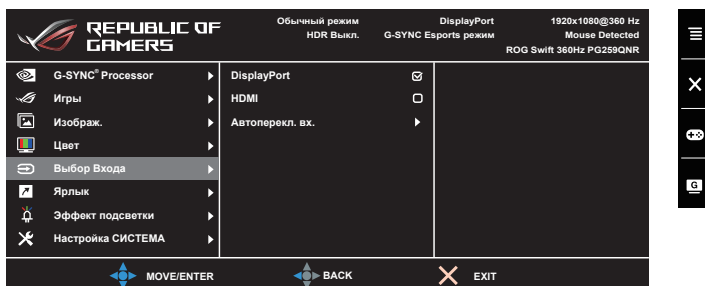 REPUBLIC OF
GAMERS
Обычный режим
HDR Выкл.
DisplayPort
G-SYNC Esports режим
1920x1080@360 Hz
Mouse Detected
ROG Swift 360Hz PG259QNR
G-SYNC® Processor
Игры
Изображ.
Цвет
Выбор Входа
Ярлык
Эффект подсветки
Настройка СИСТЕМА
DisplayPort
HDMI
Автоперекл. вх.
MOVE/ENTER
BACK
EXIT
G